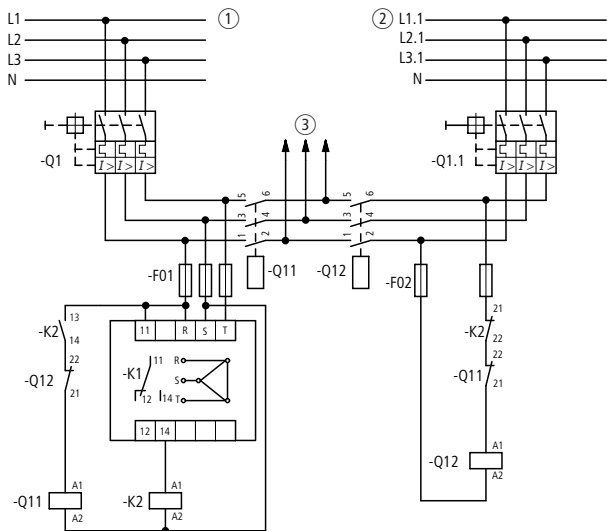 L1 ① ② L1.1
L2 L2.1
L3 L3.1
N N
③
-Q1 I> I> I> -Q1.1 I> I> I>
5 6 5 6
3 4 3 4
1 2 1 2
-F01 -Q11 -Q12 -F02
13 11 R S T 21
-K2 -K2
14 22
22 -K1 11 R 22
-Q12 S -Q11
21 12 14 T 21
12 14
A1 A1 A1
-Q11 -K2 -Q12
A2 A2 A2